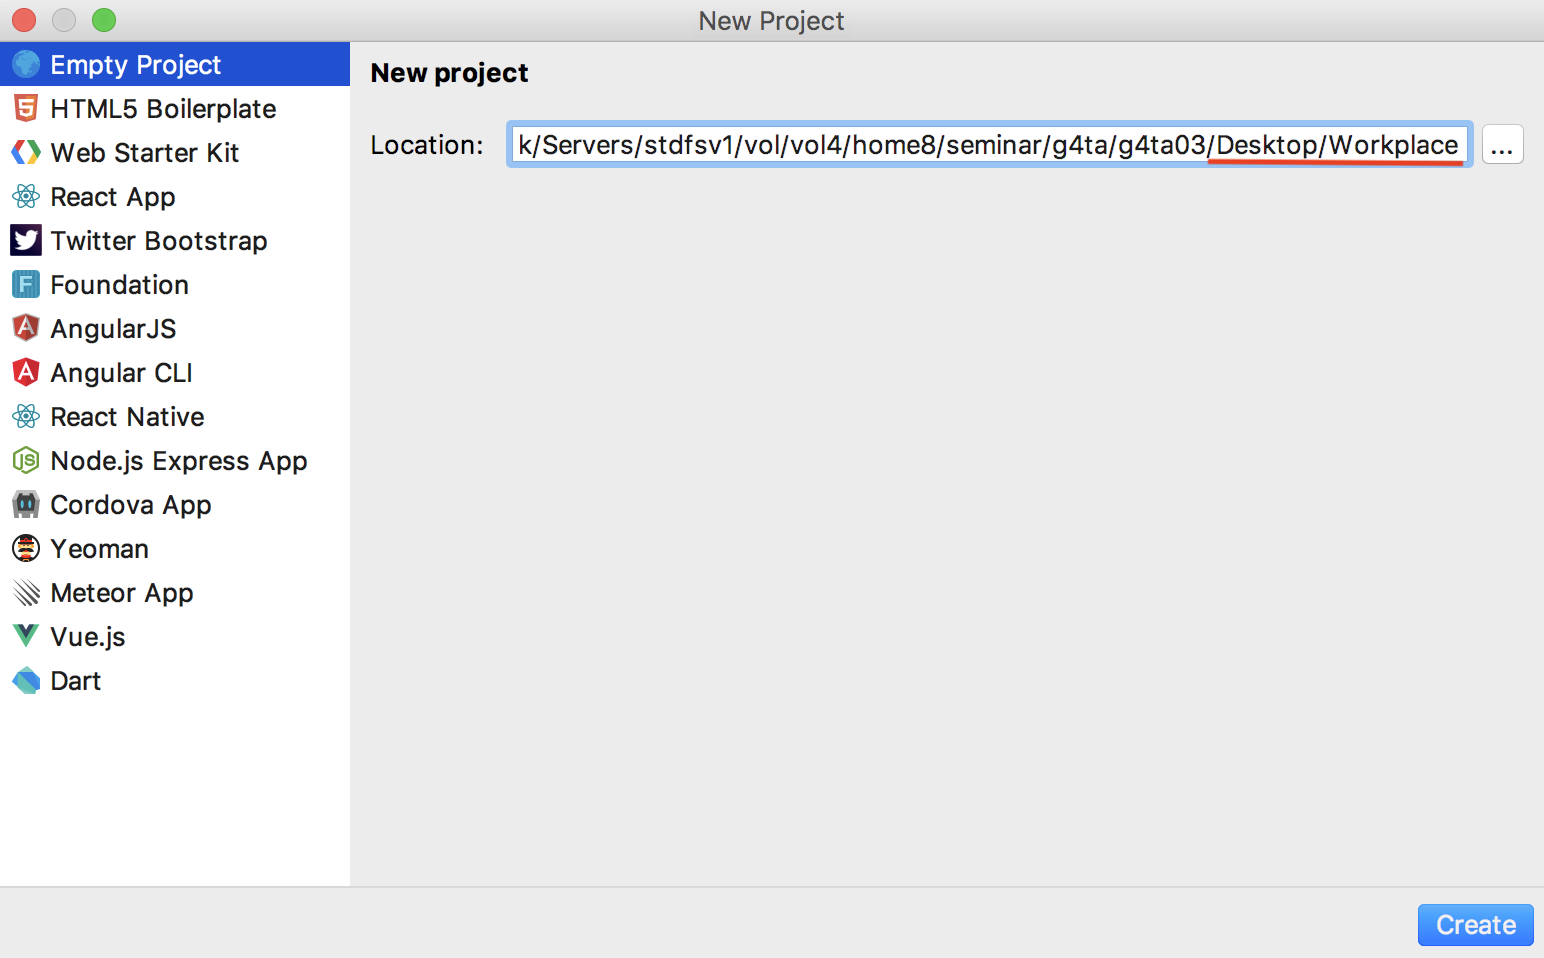 New Project
Empty Project
HTML5 Boilerplate
Web Starter Kit
React App
Twitter Bootstrap
Foundation
AngularJS
Angular CLI
React Native
Node.js Express App
Cordova App
Yeoman
Meteor App
Vue.js
Dart
New project
Location: k/Servers/stdfsv1/vol/vol4/home8/seminar/g4ta/g4ta03/Desktop/Workplace ...
Create